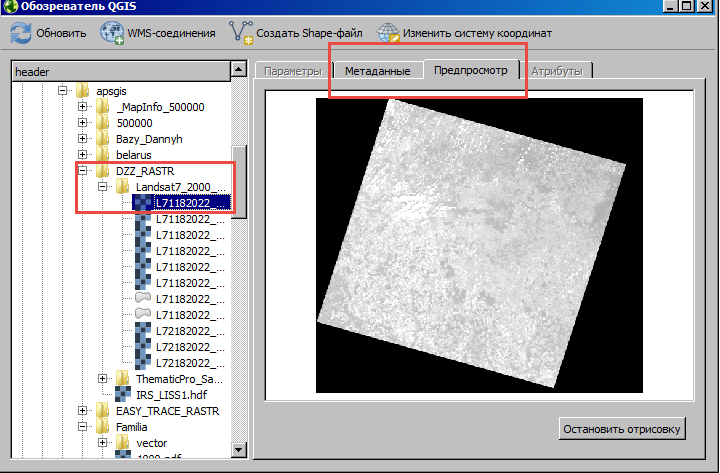 Обозреватель QGIS
Обновить WMS-соединения Создать Shape-файл Изменить систему координат
header
Параметры Метаданные Предпросмотр Атрибуты
apsgis
_MapInfo_500000
500000
Bazy_Dannyh
belarus
DZZ_RASTR
Landsat7_2000_...
L71182022_...
L71182022_...
L71182022_...
L71182022_...
L71182022_...
L71182022_...
L71182022_...
L71182022_...
L72182022_...
L72182022_...
L72182022_...
ThematicPro_Sa...
IRS_LISS1.hdf
EASY_TRACE_RASTR
Familia
vector
Остановить отрисовку